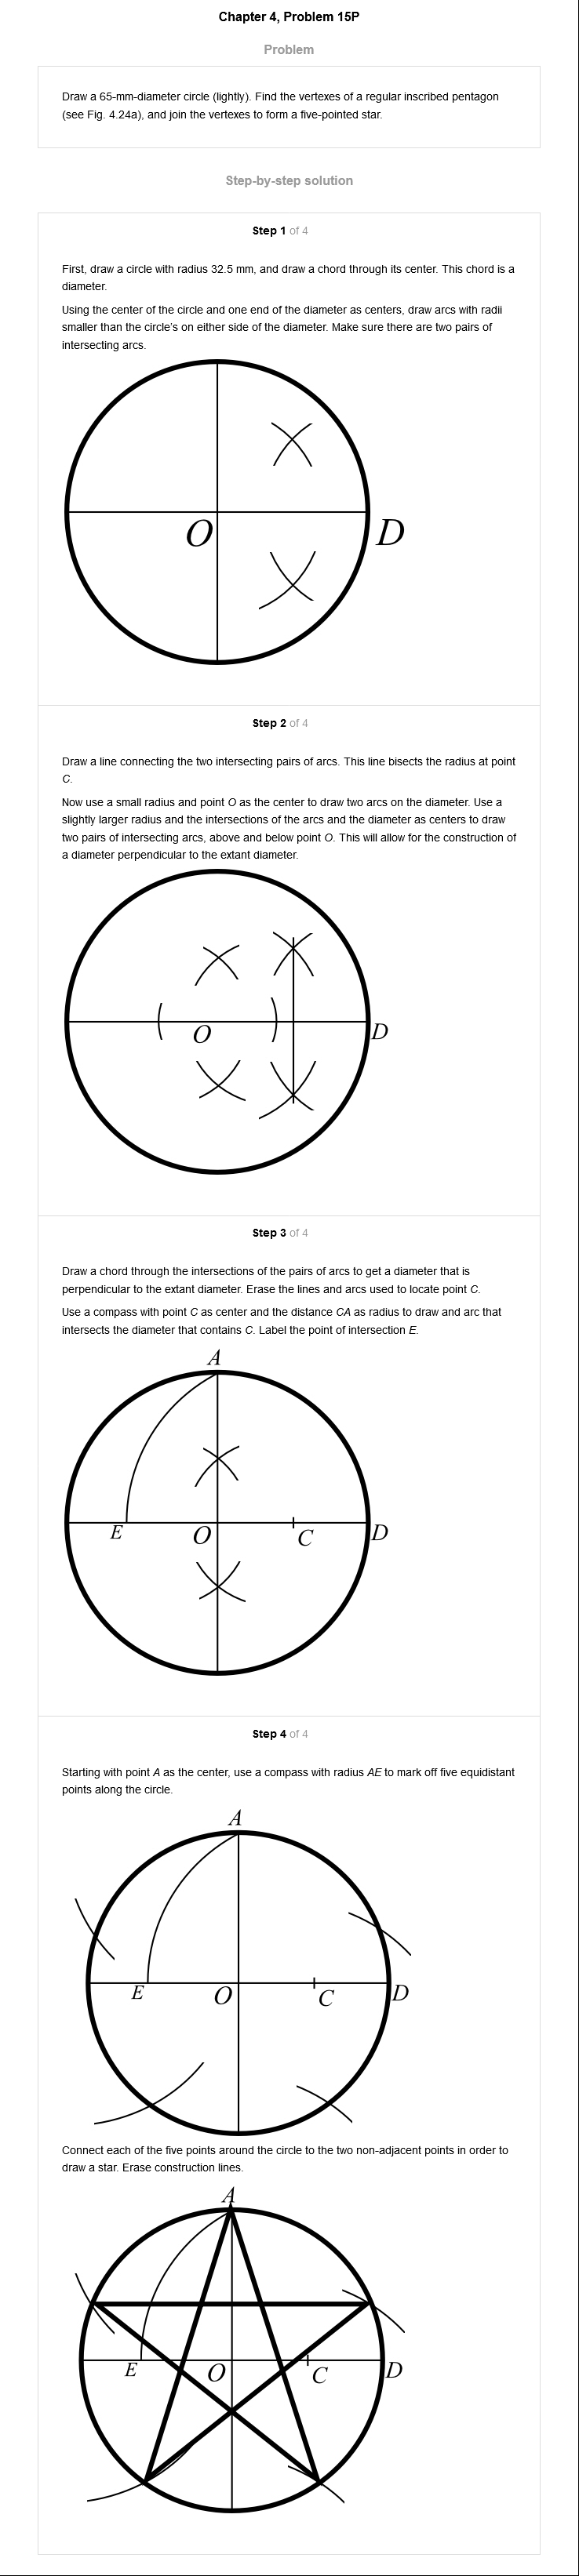 Chapter 4, Problem 15P
Problem
Draw a 65-mm-diameter circle (lightly). Find the vertexes of a regular inscribed pentagon
(see Fig. 4.24a), and join the vertexes to form a five-pointed star.
Step-by-step solution
Step 1 of 4
First, draw a circle with radius 32.5 mm, and draw a chord through its center. This chord is a
diameter.
Using the center of the circle and one end of the diameter as centers, draw arcs with radii
smaller than the circle's on either side of the diameter. Make sure there are two pairs of
intersecting arcs.
O
D
Step 2 of 4
Draw a line connecting the two intersecting pairs of arcs. This line bisects the radius at point
C.
Now use a small radius and point O as the center to draw two arcs on the diameter. Use a
slightly larger radius and the intersections of the arcs and the diameter as centers to draw
two pairs of intersecting arcs, above and below point O. This will allow for the construction of
a diameter perpendicular to the extant diameter.
O
D
Step 3 of 4
Draw a chord through the intersections of the pairs of arcs to get a diameter that is
perpendicular to the extant diameter. Erase the lines and arcs used to locate point C.
Use a compass with point C as center and the distance CA as radius to draw and arc that
intersects the diameter that contains C. Label the point of intersection E.
A
E O C D
Step 4 of 4
Starting with point A as the center, use a compass with radius AE to mark off five equidistant
points along the circle.
A
E O C D
Connect each of the five points around the circle to the two non-adjacent points in order to
draw a star. Erase construction lines.
A
E O C D